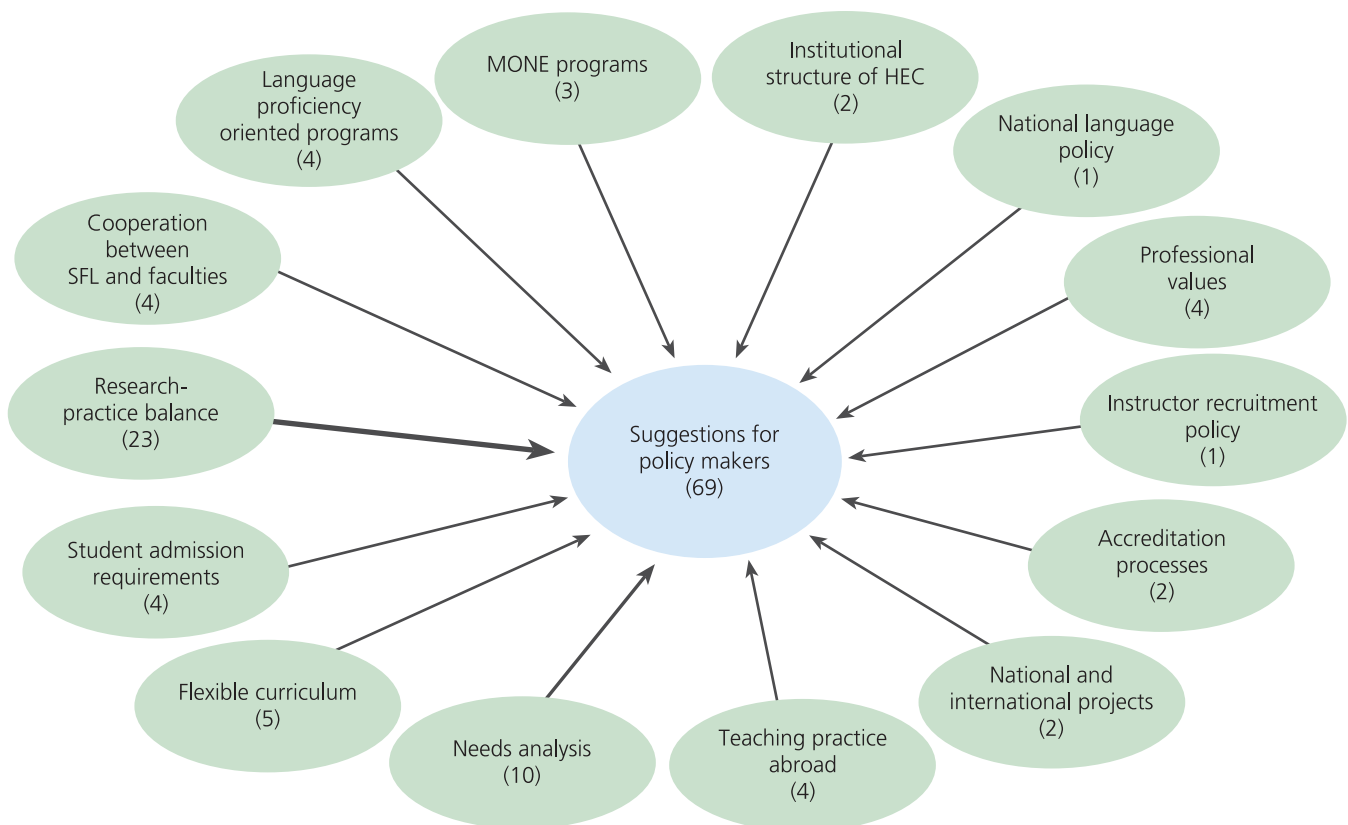 MONE programs
(3)
Institutional
structure of HEC
(2)
Language
proficiency
oriented programs
(4)
National language
policy
(1)
Cooperation
between
SFL and faculties
(4)
Professional
values
(4)
Research-
practice balance
(23)
Suggestions for
policy makers
(69)
Instructor recruitment
policy
(1)
Student admission
requirements
(4)
Accreditation
processes
(2)
Flexible curriculum
(5)
National and
international projects
(2)
Needs analysis
(10)
Teaching practice
abroad
(4)